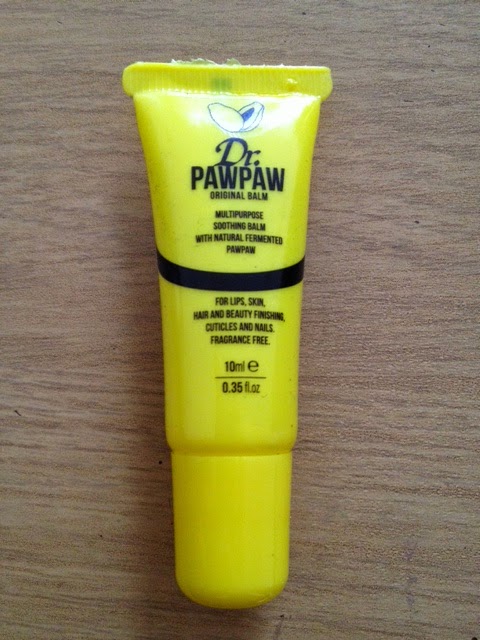 Dr.
PAWPAW
ORIGINAL BALM
MULTIPURPOSE
SOOTHING BALM
WITH NATURAL FERMENTED
PAWPAW
FOR LIPS, SKIN,
HAIR AND BEAUTY FINISHING,
CUTICLES AND NAILS.
FRAGRANCE FREE.
10ml ℮
0.35 fl.oz